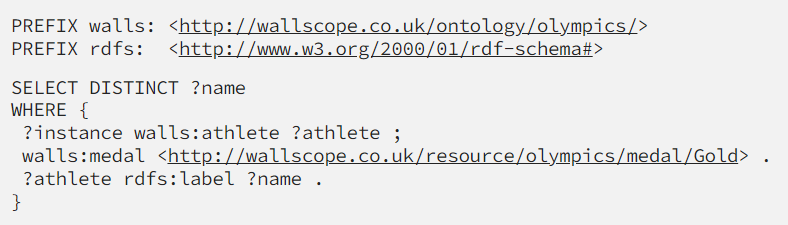 PREFIX walls: <http://wallscope.co.uk/ontology/olympics/>
PREFIX rdfs:  <http://www.w3.org/2000/01/rdf-schema#>
SELECT DISTINCT ?name
WHERE {
 ?instance walls:athlete ?athlete ;
 walls:medal <http://wallscope.co.uk/resource/olympics/medal/Gold> .
 ?athlete rdfs:label ?name .
}